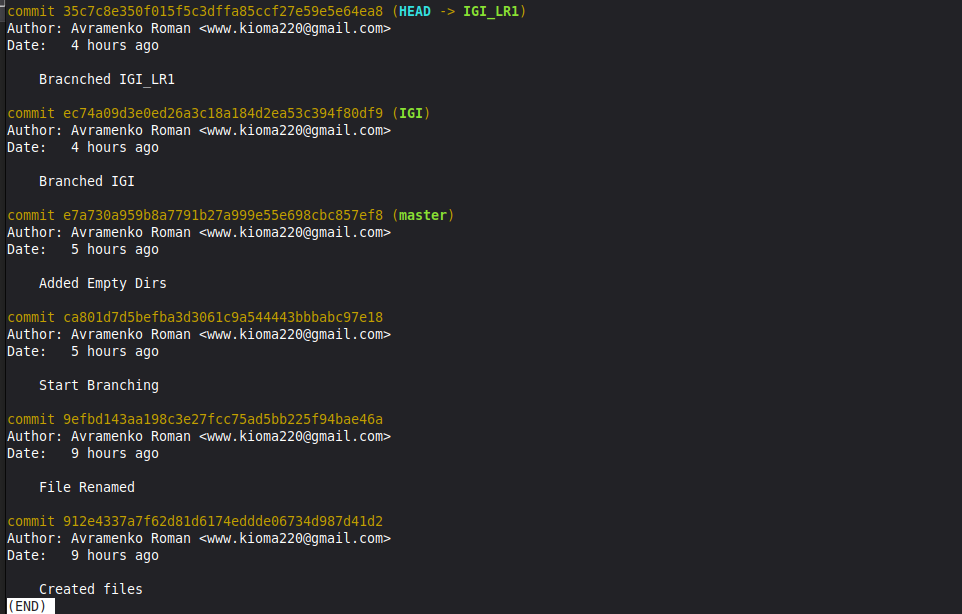 commit 35c7c8e350f015f5c3dffa85ccf27e59e5e64ea8 (HEAD -> IGI_LR1)
Author: Avramenko Roman <www.kioma220@gmail.com>
Date:   4 hours ago
Bracnched IGI_LR1
commit ec74a09d3e0ed26a3c18a184d2ea53c394f80df9 (IGI)
Author: Avramenko Roman <www.kioma220@gmail.com>
Date:   4 hours ago
Branched IGI
commit e7a730a959b8a7791b27a999e55e698cbc857ef8 (master)
Author: Avramenko Roman <www.kioma220@gmail.com>
Date:   5 hours ago
Added Empty Dirs
commit ca801d7d5befba3d3061c9a544443bbbabc97e18
Author: Avramenko Roman <www.kioma220@gmail.com>
Date:   5 hours ago
Start Branching
commit 9efbd143aa198c3e27fcc75ad5bb225f94bae46a
Author: Avramenko Roman <www.kioma220@gmail.com>
Date:   9 hours ago
File Renamed
commit 912e4337a7f62d81d6174eddde06734d987d41d2
Author: Avramenko Roman <www.kioma220@gmail.com>
Date:   9 hours ago
Created files
(END)